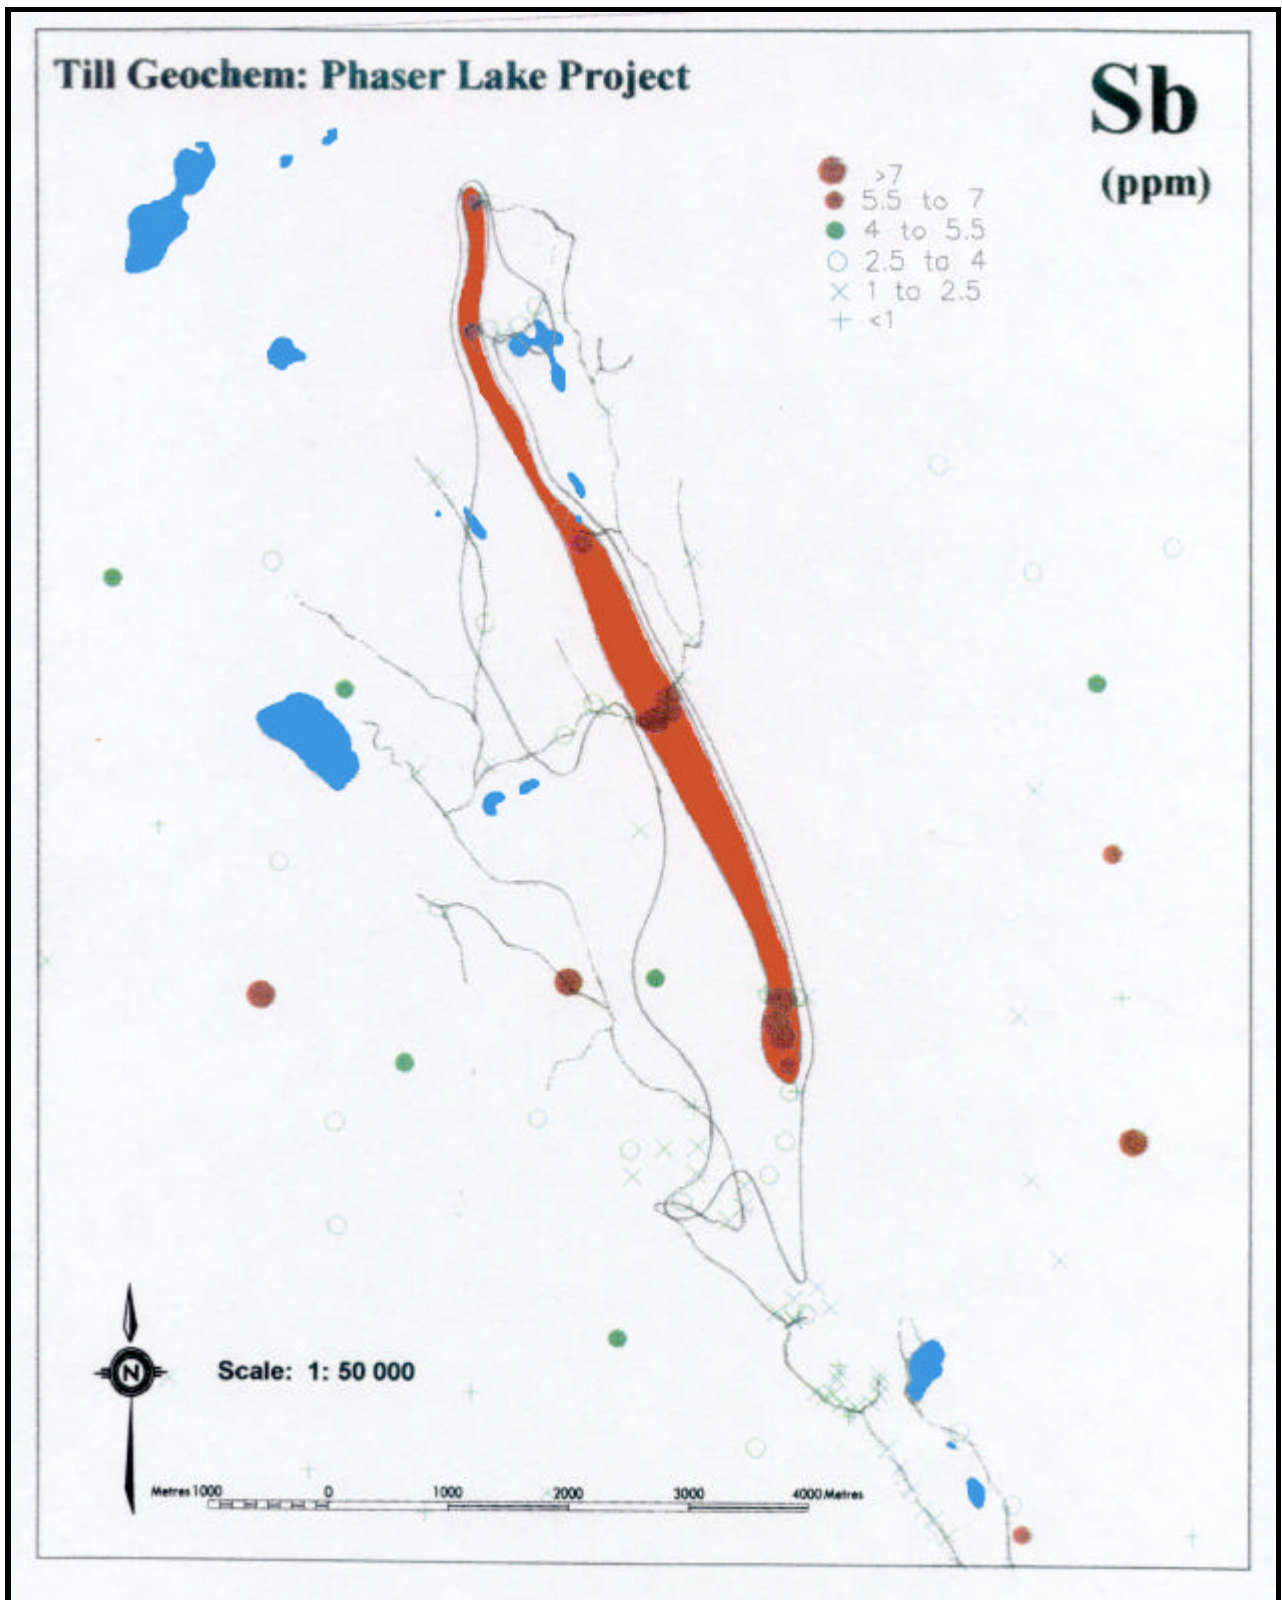 Till Geochem: Phaser Lake Project
Sb
(ppm)
>7
5.5 to 7
4 to 5.5
2.5 to 4
1 to 2.5
<1
N
Scale: 1: 50 000
Metres 1000 0 1000 2000 3000 4000 Metres